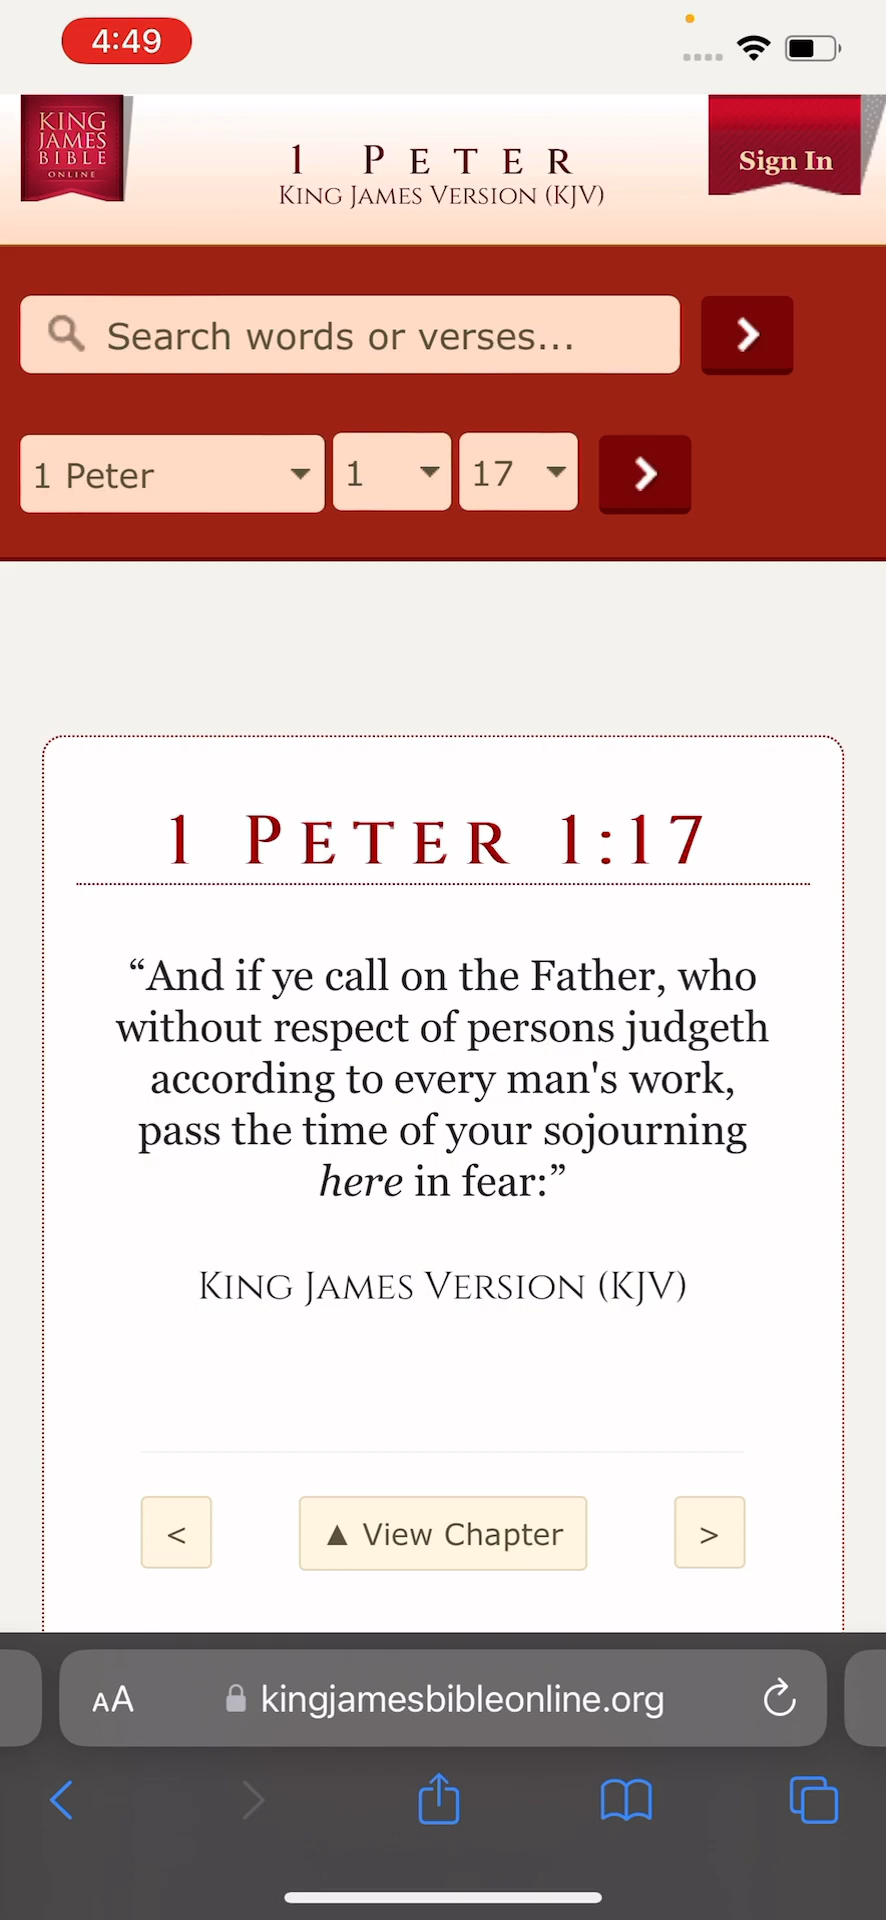 4:49
KING
JAMES
BIBLE
ONLINE
1 PETER
KING JAMES VERSION (KJV)
Sign In
Search words or verses...
1 Peter
1
17
1 PETER 1:17
“And if ye call on the Father, who
without respect of persons judgeth
according to every man's work,
pass the time of your sojourning
here in fear:”
KING JAMES VERSION (KJV)
<
▲ View Chapter
>
AA
kingjamesbibleonline.org